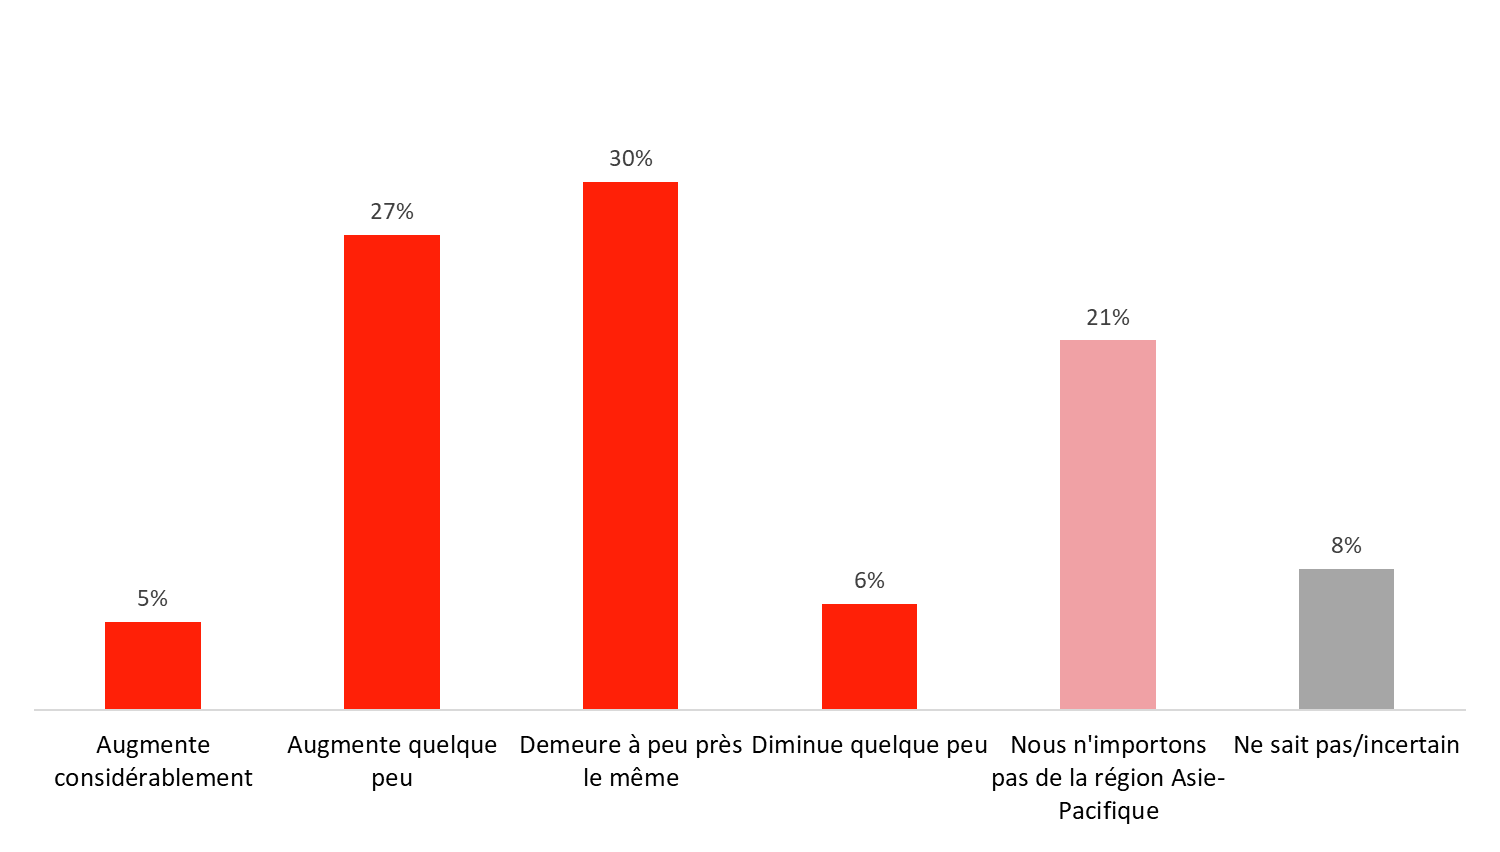 30%
27%
21%
8%
6%
5%
Augmente
considérablement
Augmente quelque
peu
Demeure à peu près
le même
Diminue quelque peu
Nous n'importons
pas de la région Asie-
Pacifique
Ne sait pas/incertain